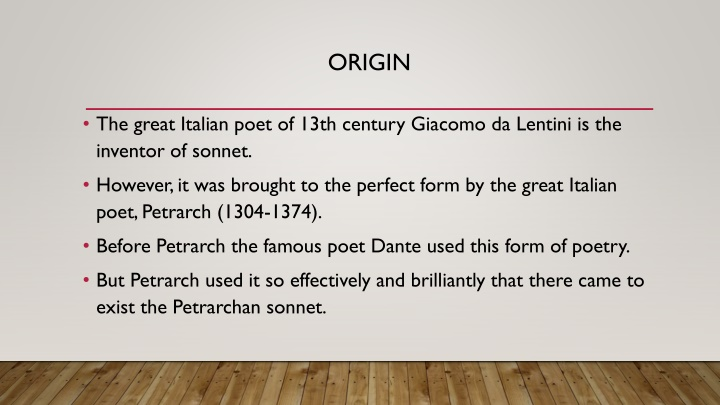 ORIGIN
• The great Italian poet of 13th century Giacomo da Lentini is the
inventor of sonnet.
• However, it was brought to the perfect form by the great Italian
poet, Petrarch (1304-1374).
• Before Petrarch the famous poet Dante used this form of poetry.
• But Petrarch used it so effectively and brilliantly that there came to
exist the Petrarchan sonnet.